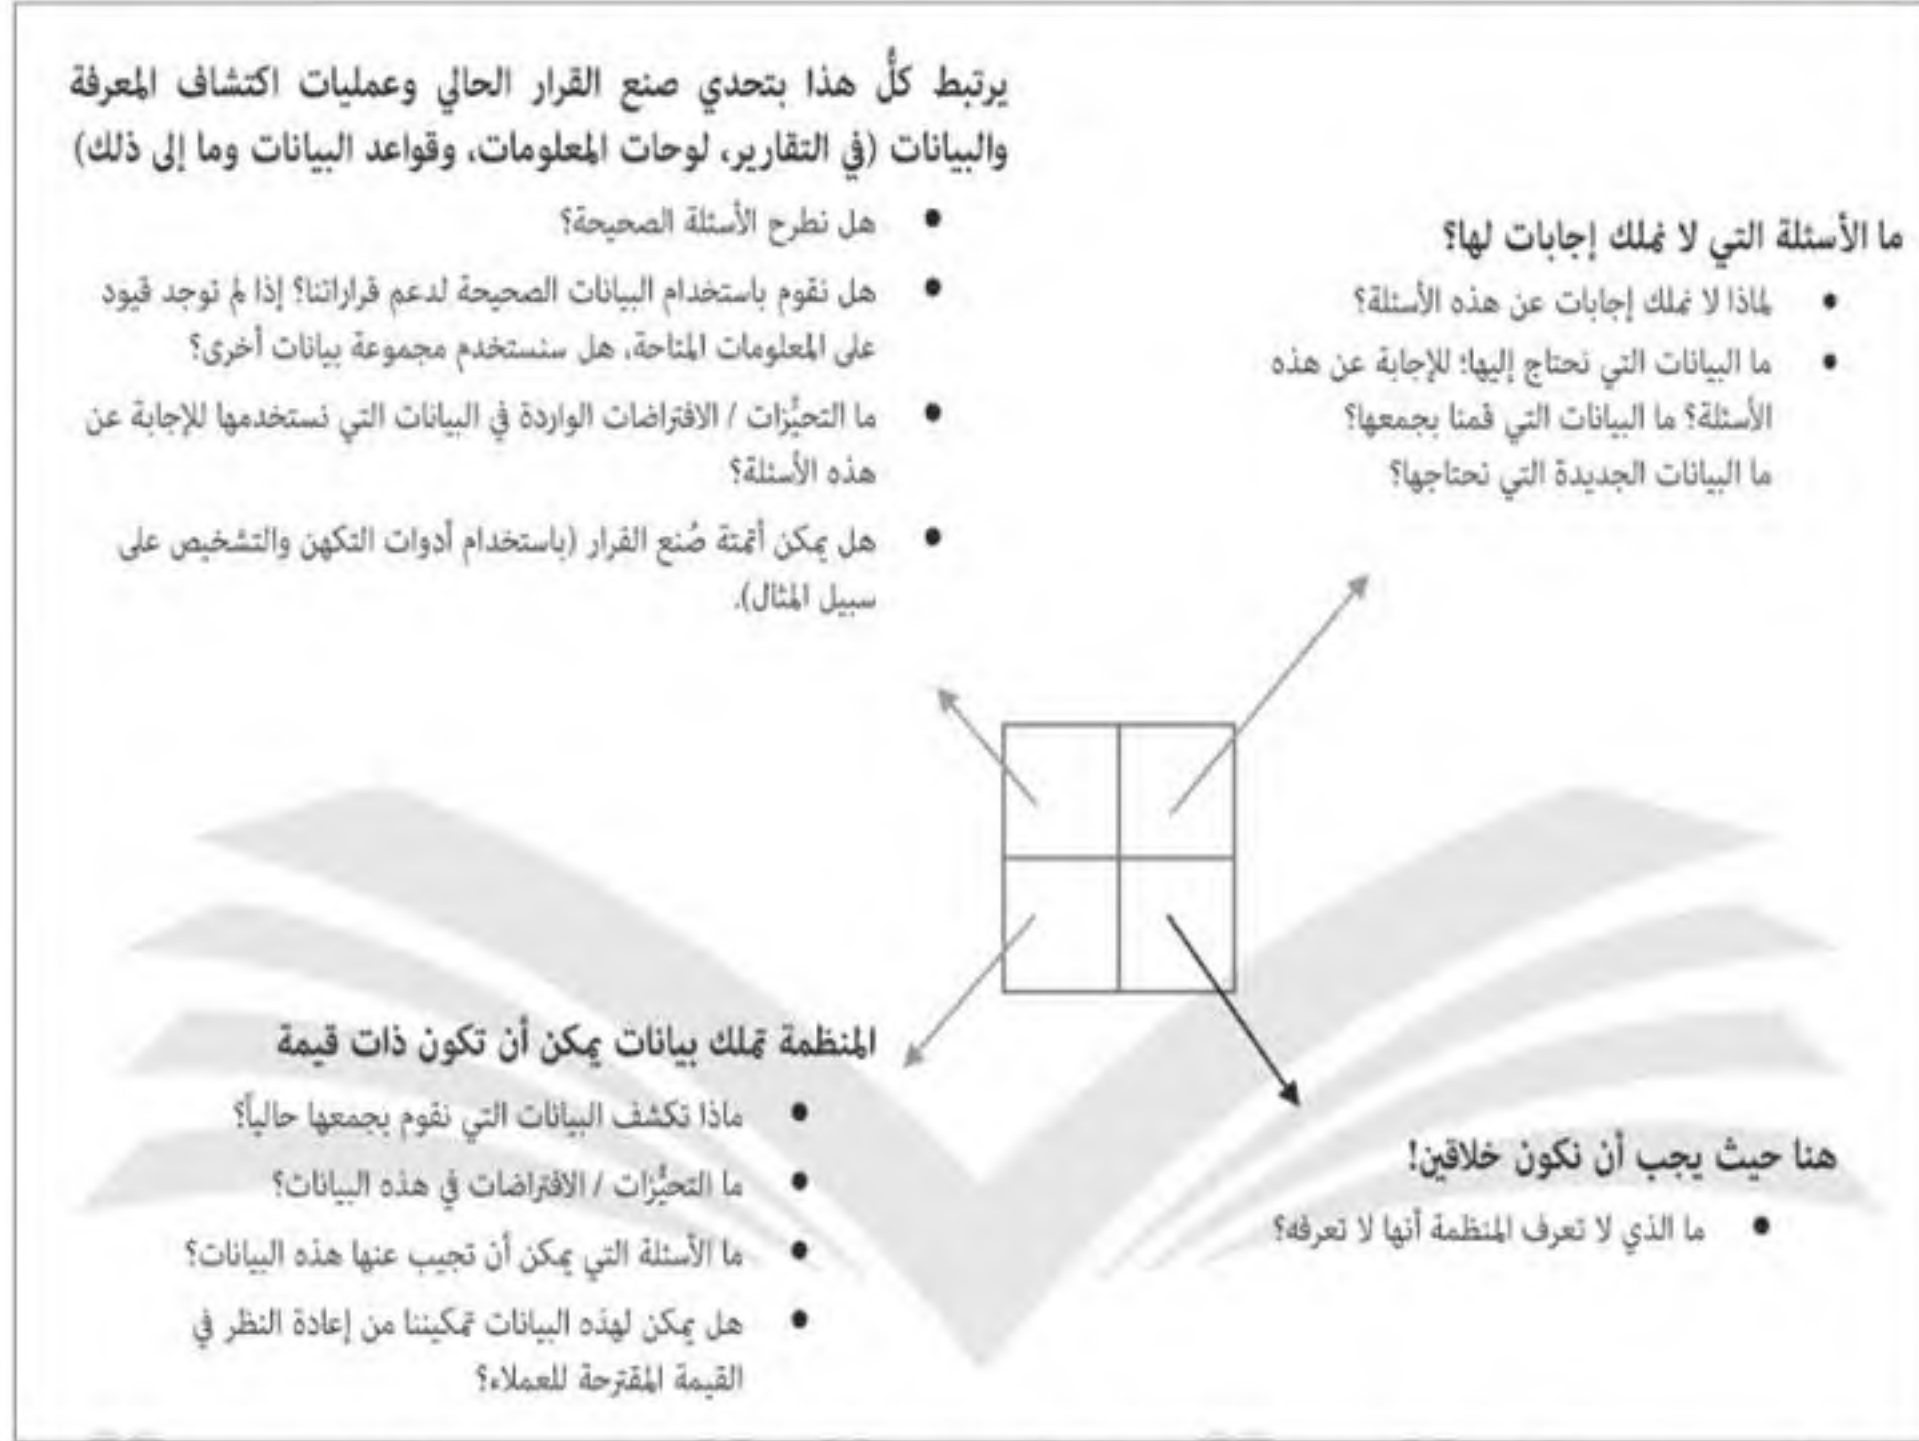 ما الأسئلة التي لا نملك إجابات لها؟
● لماذا لا نملك إجابات عن هذه الأسئلة؟
● ما البيانات التي نحتاج إليها؛ للإجابة عن هذه
الأسئلة؟ ما البيانات التي قمنا بجمعها؟
ما البيانات الجديدة التي نحتاجها؟
يرتبط كلُّ هذا بتحدي صنع القرار الحالي وعمليات اكتشاف المعرفة
والبيانات (في التقارير، لوحات المعلومات، وقواعد البيانات وما إلى ذلك)
● هل نطرح الأسئلة الصحيحة؟
● هل نقوم باستخدام البيانات الصحيحة لدعم قراراتنا؟ إذا لم توجد قيود
على المعلومات المتاحة، هل سنستخدم مجموعة بيانات أخرى؟
● ما التحيُّزات / الافتراضات الواردة في البيانات التي نستخدمها للإجابة عن
هذه الأسئلة؟
● هل يمكن أتمتة صُنع القرار (باستخدام أدوات التكهن والتشخيص على
سبيل المثال).
هنا حيث يجب أن نكون خلاقين!
● ما الذي لا تعرف المنظمة أنها لا تعرفه؟
المنظمة تملك بيانات يمكن أن تكون ذات قيمة
● ماذا تكشف البيانات التي نقوم بجمعها حالياً؟
● ما التحيُّزات / الافتراضات في هذه البيانات؟
● ما الأسئلة التي يمكن أن تجيب عنها هذه البيانات؟
● هل يمكن لهذه البيانات تمكيننا من إعادة النظر في
القيمة المقترحة للعملاء؟